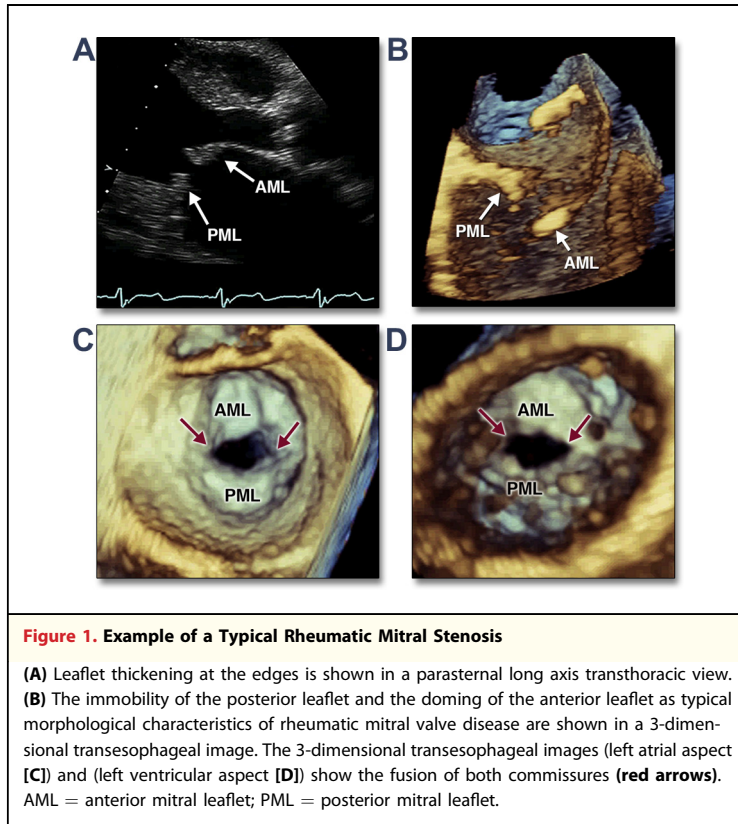 A
B
AML
PML
PML
AML
C
D
AML
PML
AML
PML
Figure 1. Example of a Typical Rheumatic Mitral Stenosis
(A) Leaflet thickening at the edges is shown in a parasternal long axis transthoracic view.
(B) The immobility of the posterior leaflet and the doming of the anterior leaflet as typical
morphological characteristics of rheumatic mitral valve disease are shown in a 3-dimen-
sional transesophageal image. The 3-dimensional transesophageal images (left atrial aspect
[C]) and (left ventricular aspect [D]) show the fusion of both commissures (red arrows).
AML = anterior mitral leaflet; PML = posterior mitral leaflet.